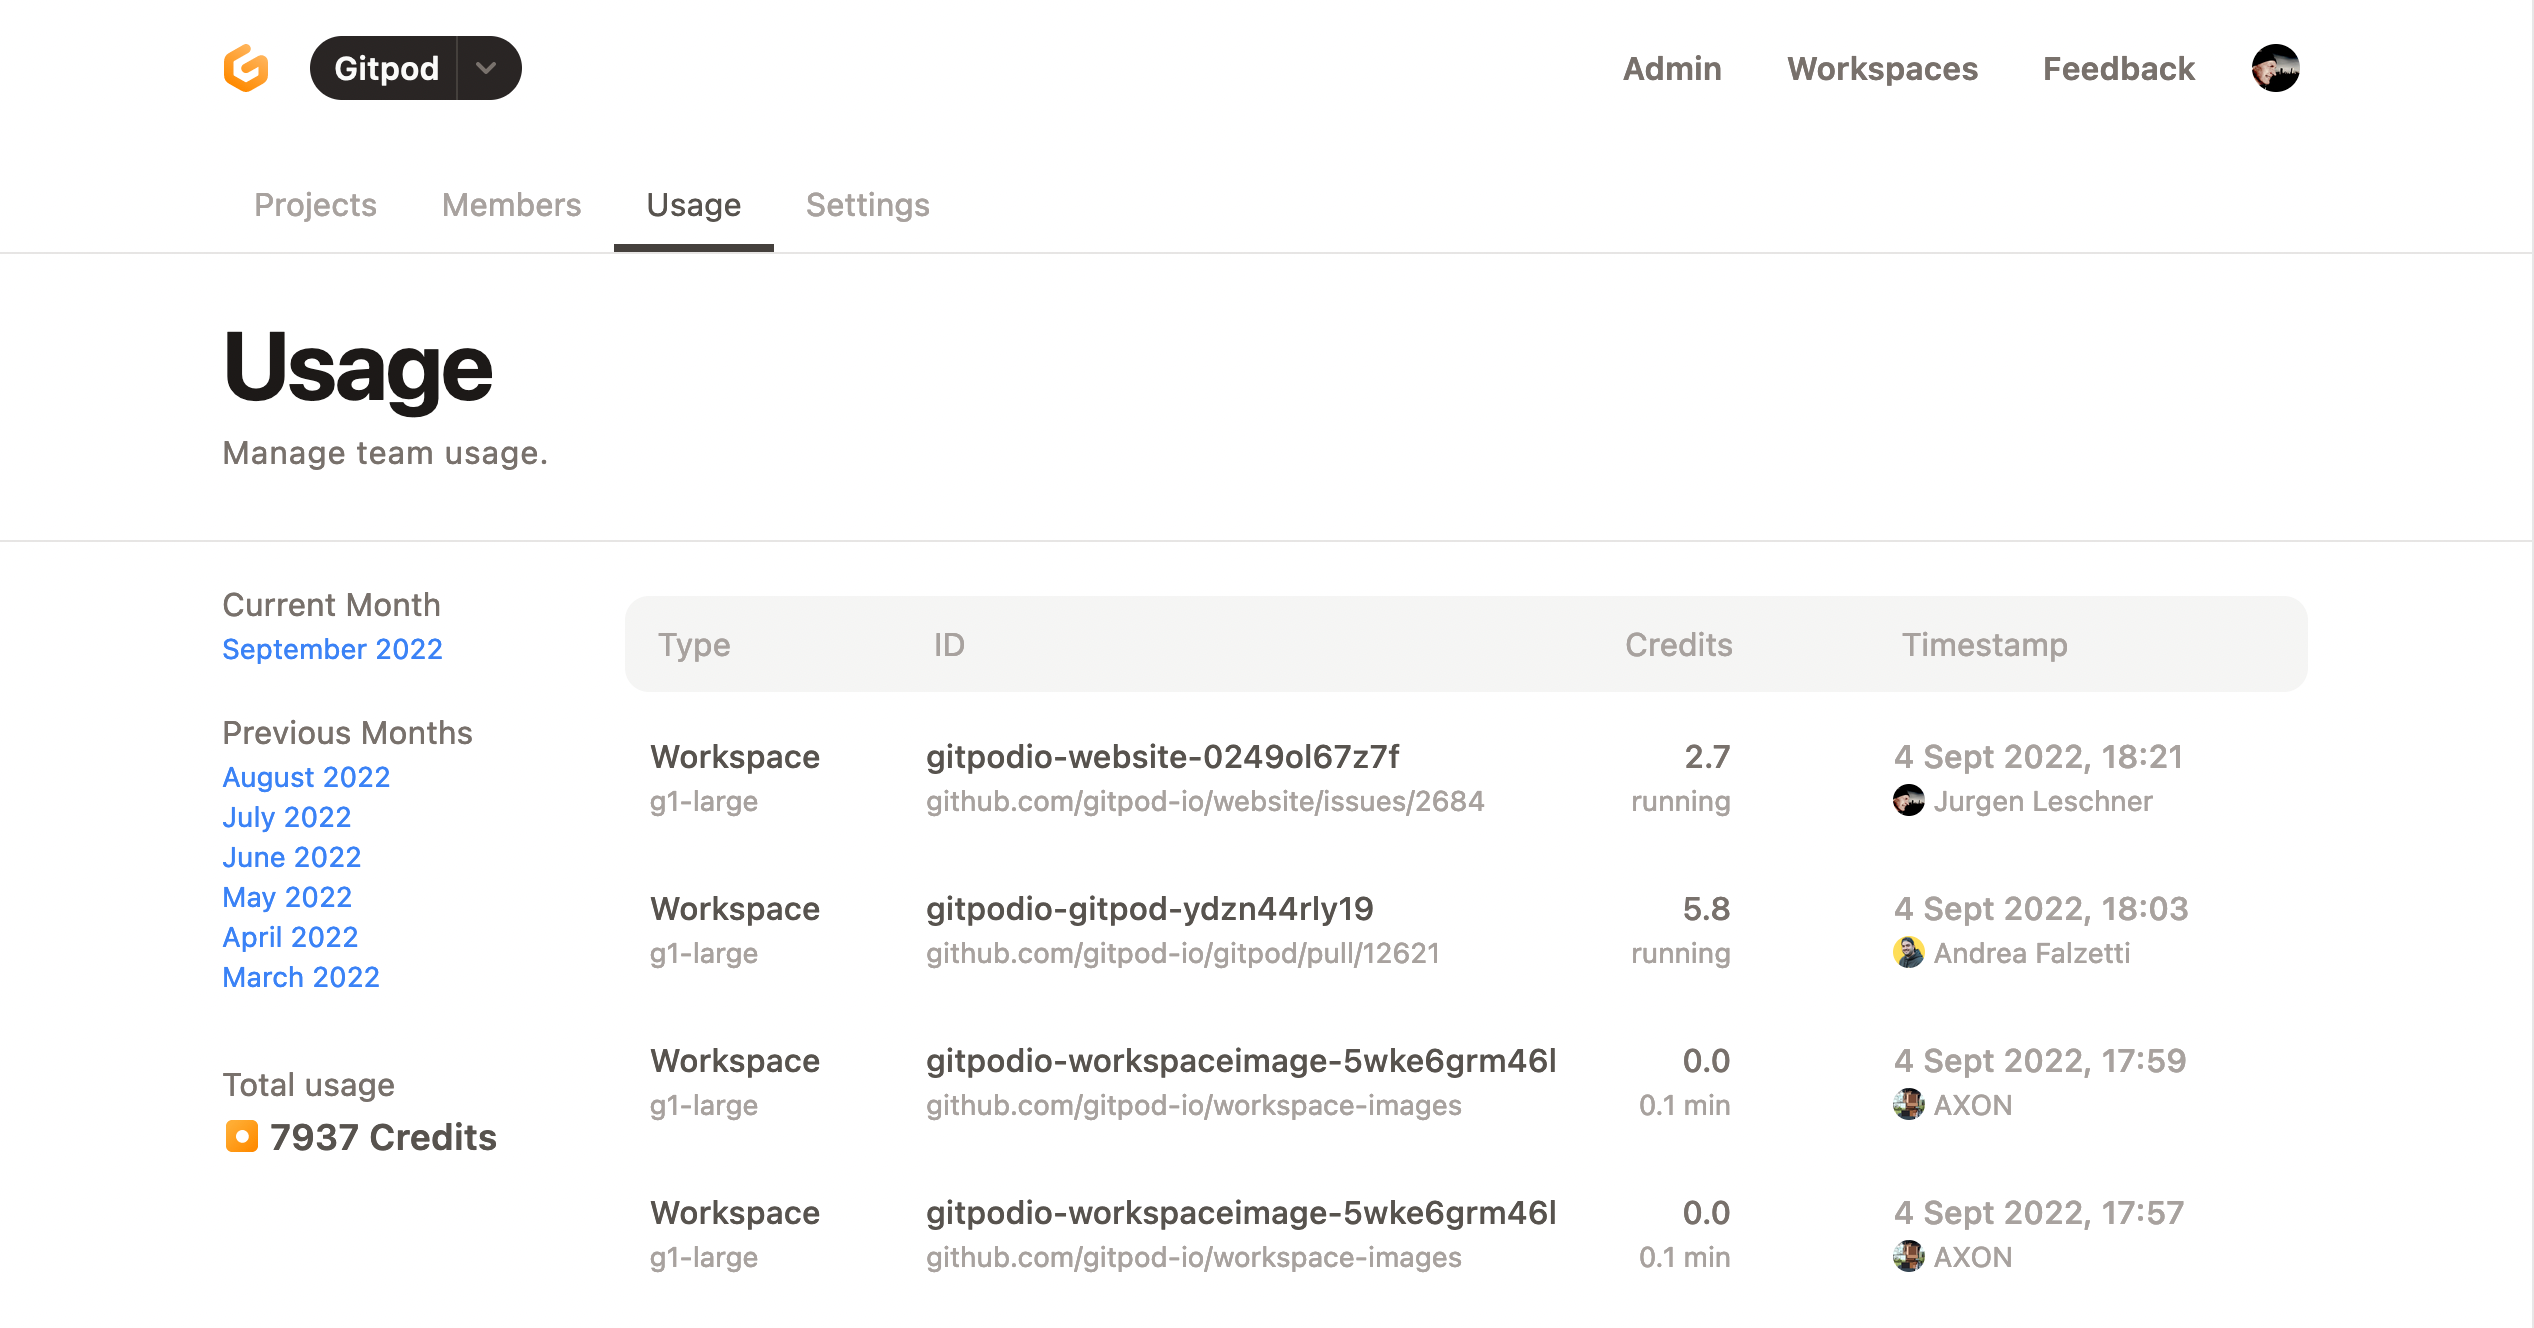 Gitpod
Admin Workspaces Feedback
Projects Members Usage Settings
Usage
Manage team usage.
Current Month
September 2022
Previous Months
August 2022
July 2022
June 2022
May 2022
April 2022
March 2022
Total usage
7937 Credits
Type ID Credits Timestamp
Workspace gitpodio-website-0249ol67z7f 2.7 4 Sept 2022, 18:21
g1-large github.com/gitpod-io/website/issues/2684 running Jurgen Leschner
Workspace gitpodio-gitpod-ydzn44rly19 5.8 4 Sept 2022, 18:03
g1-large github.com/gitpod-io/gitpod/pull/12621 running Andrea Falzetti
Workspace gitpodio-workspaceimage-5wke6grm46l 0.0 4 Sept 2022, 17:59
g1-large github.com/gitpod-io/workspace-images 0.1 min AXON
Workspace gitpodio-workspaceimage-5wke6grm46l 0.0 4 Sept 2022, 17:57
g1-large github.com/gitpod-io/workspace-images 0.1 min AXON